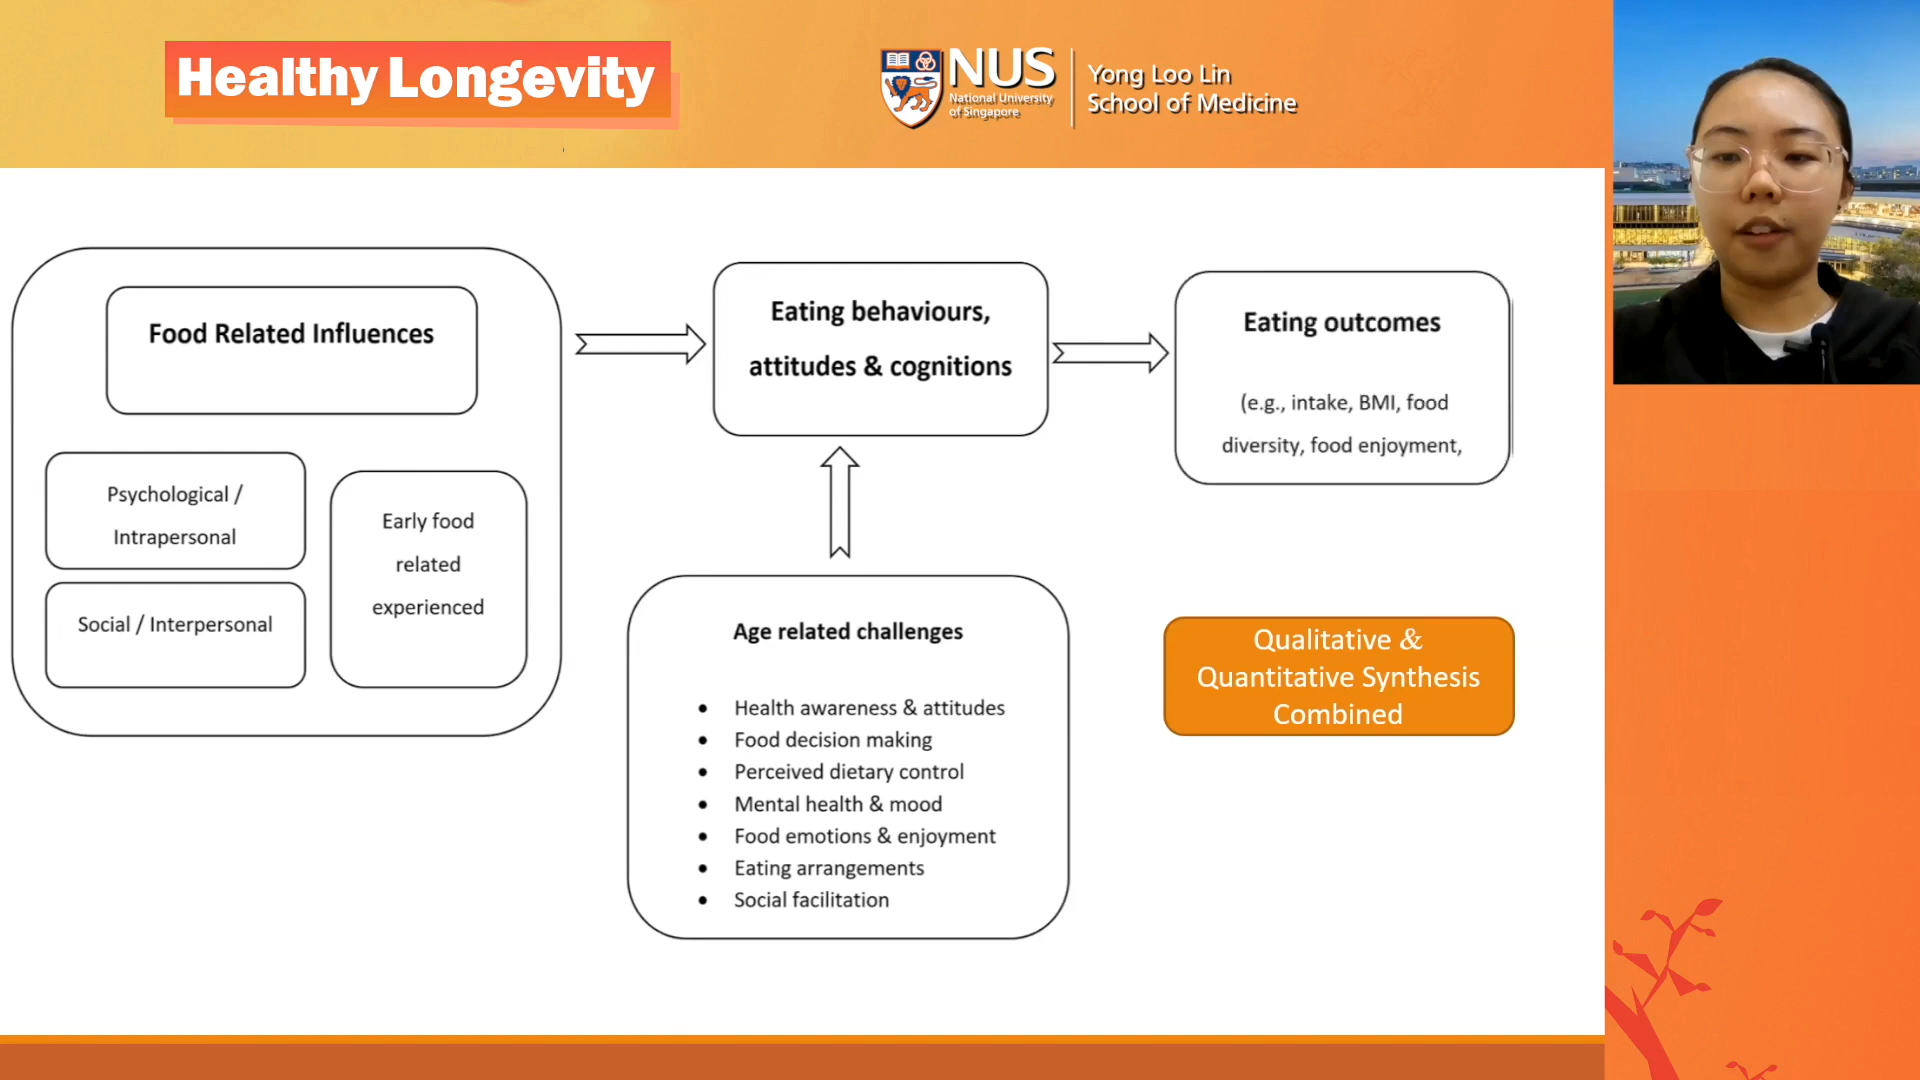 Healthy Longevity
NUS
National University
of Singapore
Yong Loo Lin
School of Medicine
Food Related Influences
Psychological /
Intrapersonal
Social / Interpersonal
Early food
related
experienced
Eating behaviours,
attitudes & cognitions
Eating outcomes
(e.g., intake, BMI, food
diversity, food enjoyment,
Age related challenges
• Health awareness & attitudes
• Food decision making
• Perceived dietary control
• Mental health & mood
• Food emotions & enjoyment
• Eating arrangements
• Social facilitation
Qualitative &
Quantitative Synthesis
Combined